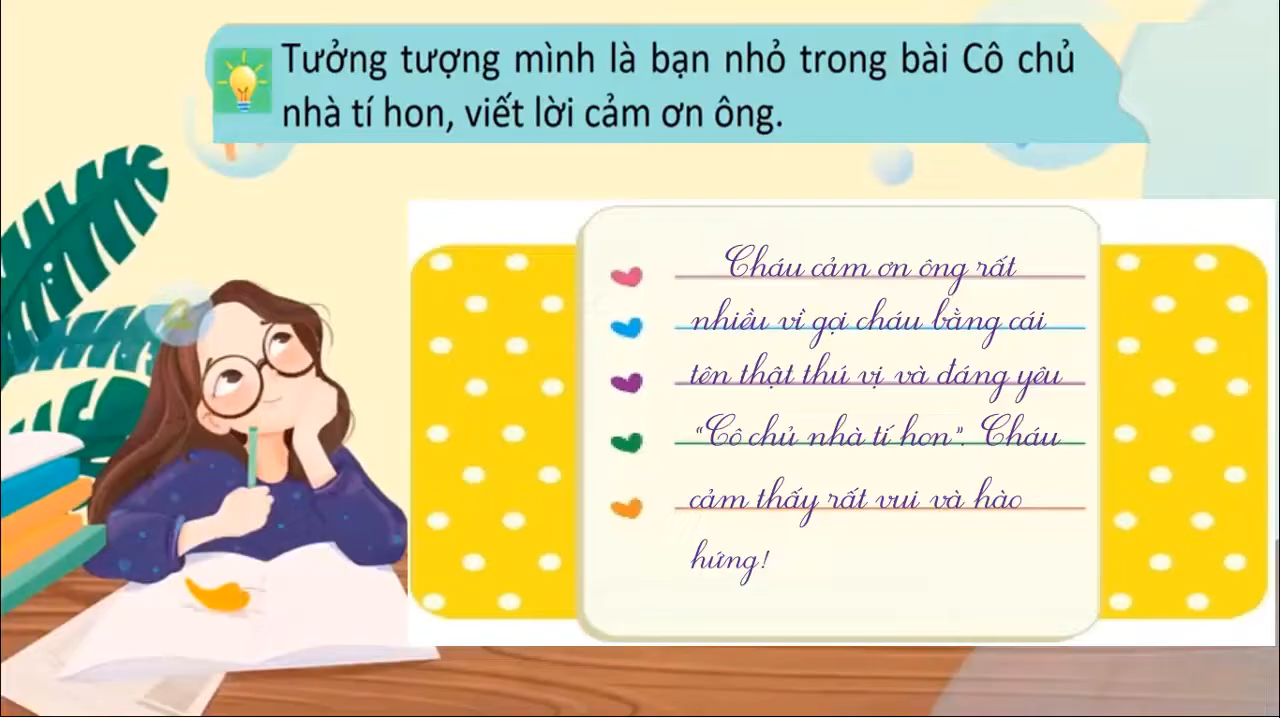 Tưởng tượng mình là bạn nhỏ trong bài Cô chủ
nhà tí hon, viết lời cảm ơn ông.
Cháu cảm ơn ông rất
nhiều vì gọi cháu bằng cái
tên thật thú vị và đáng yêu
“Cô chủ nhà tí hon”. Cháu
cảm thấy rất vui và hào
hứng!